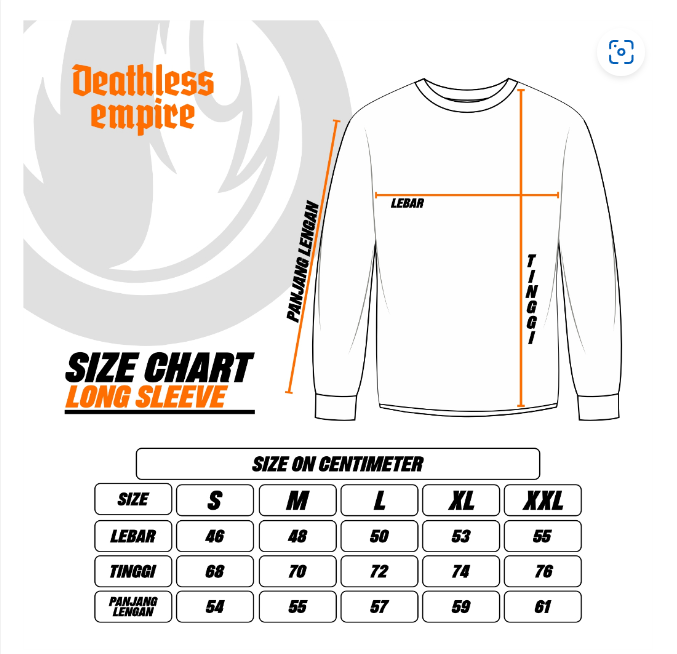 Deathless
empire
LEBAR
PANJANG LENGAN
TINGGI
SIZE CHART
LONG SLEEVE
SIZE ON CENTIMETER
SIZE S M L XL XXL
LEBAR 46 48 50 53 55
TINGGI 68 70 72 74 76
PANJANG
LENGAN 54 55 57 59 61